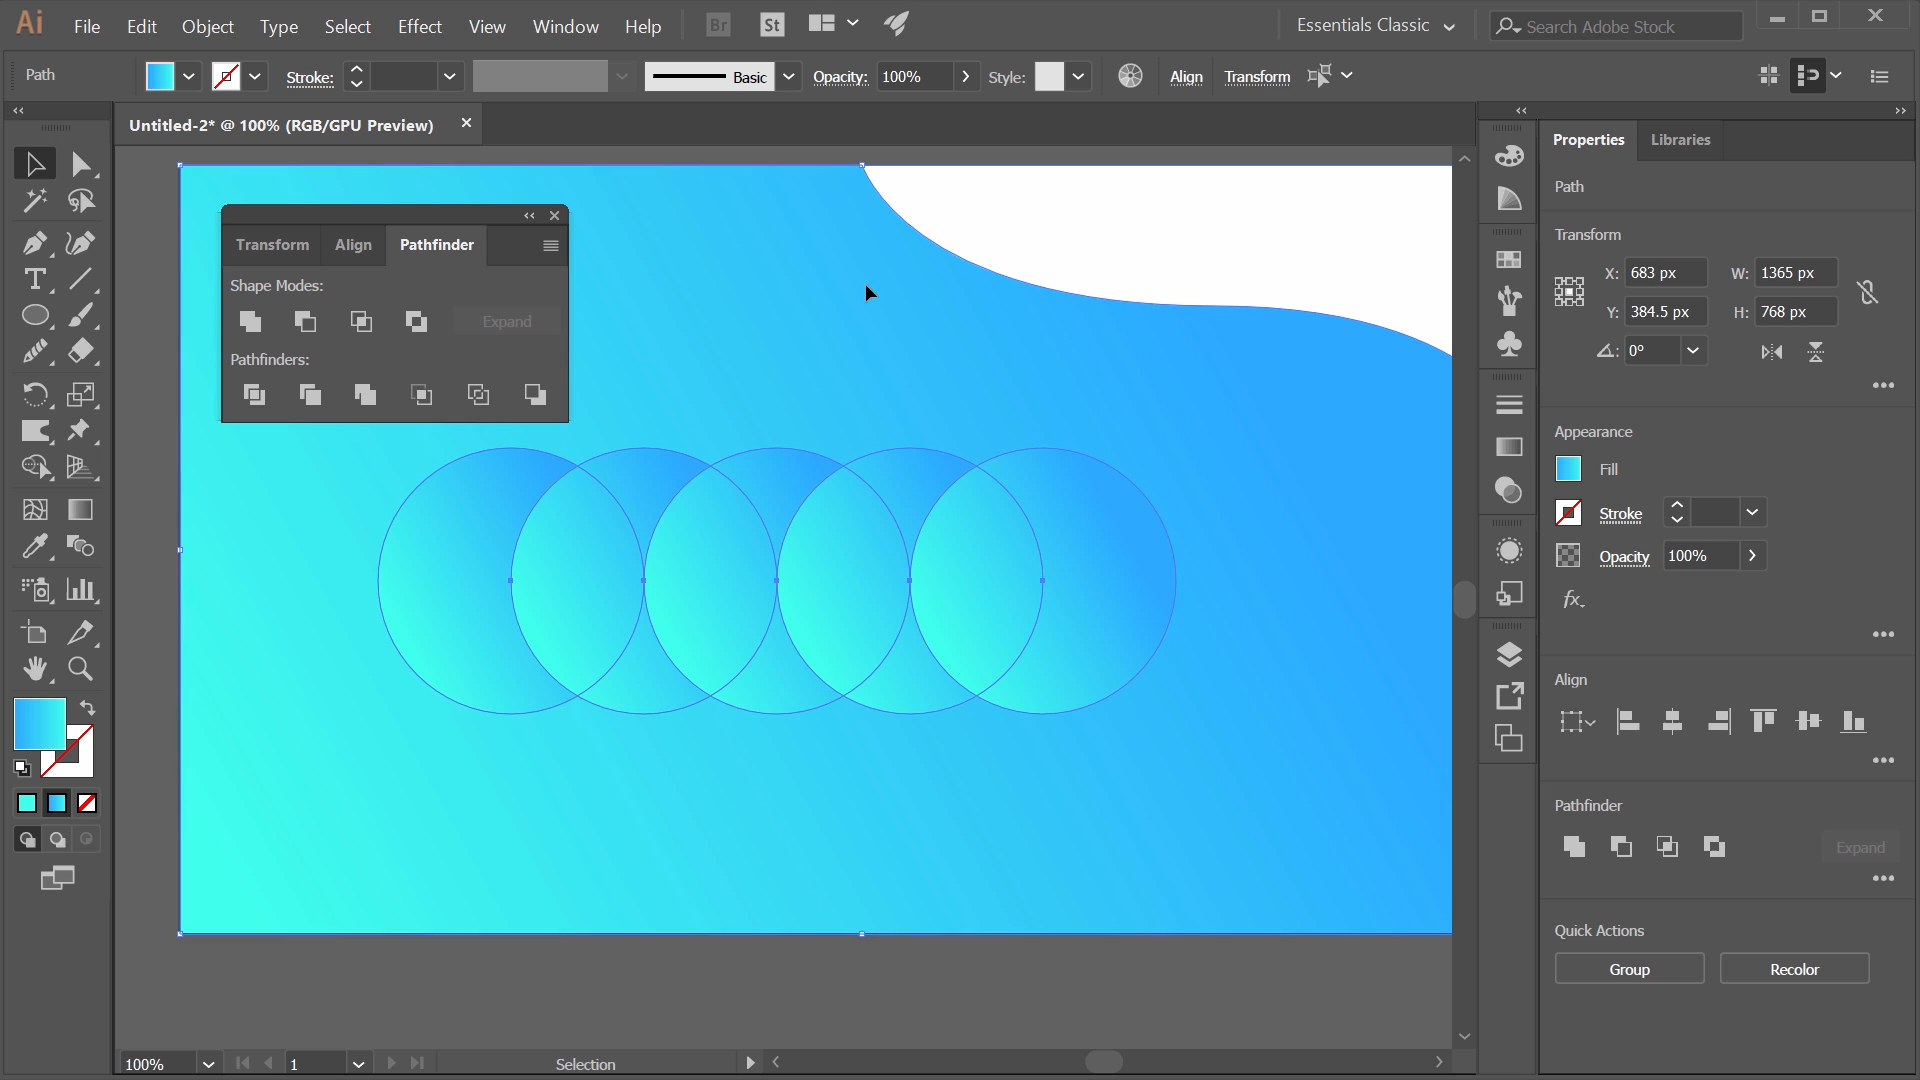 Ai File Edit Object Type Select Effect View Window Help Br St Essentials Classic Search Adobe Stock
Path Stroke: Basic Opacity: 100% Style: Align Transform
Untitled-2* @ 100% (RGB/GPU Preview)
Transform Align Pathfinder
Shape Modes:
Expand
Pathfinders:
Properties Libraries
Path
Transform
X: 683 px W: 1365 px
Y: 384.5 px H: 768 px
0°
Appearance
Fill
Stroke
Opacity 100%
fx.
Align
Pathfinder
Expand
Quick Actions
Group Recolor
100% 1 Selection